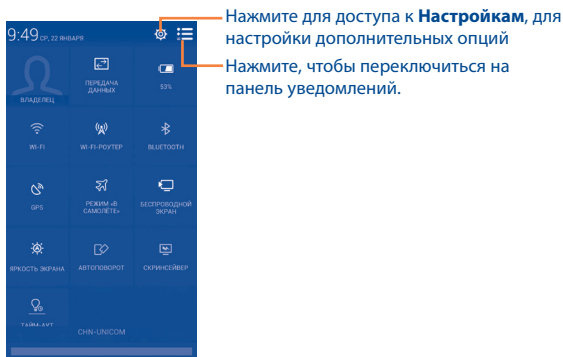 Нажмите для доступа к Настройкам, для
настройки дополнительных опций
Нажмите, чтобы переключиться на
панель уведомлений.
9:49 СР, 22 ЯНВАРЯ
ВЛАДЕЛЕЦ
ПЕРЕДАЧА
ДАННЫХ
53%
WI-FI
WI-FI-РОУТЕР
BLUETOOTH
GPS
РЕЖИМ «В
САМОЛЁТЕ»
БЕСПРОВОДНОЙ
ЭКРАН
ЯРКОСТЬ ЭКРАНА
АВТОПОВОРОТ
СКРИНСЕЙВЕР
ТАЙМ-АУТ
CHN-UNICOM